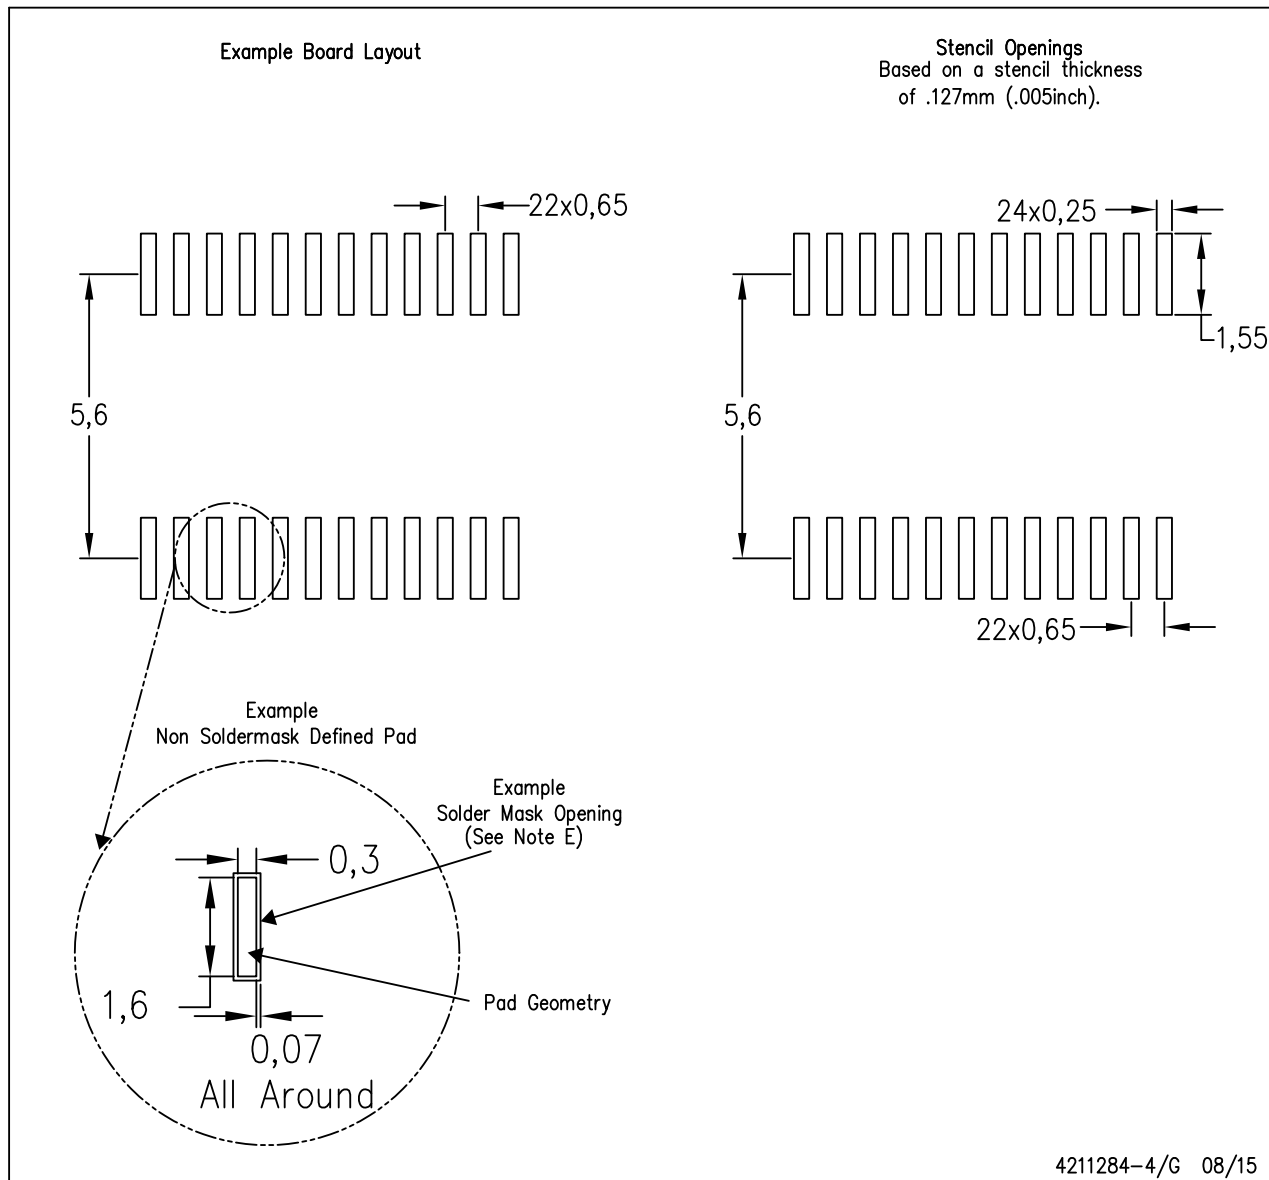 Example Board Layout
Stencil Openings
Based on a stencil thickness
of .127mm (.005inch).
22x0,65
24x0,25
1,55
5,6
5,6
22x0,65
Example
Non Soldermask Defined Pad
Example
Solder Mask Opening
(See Note E)
0,3
1,6
Pad Geometry
0,07
All Around
4211284-4/G 08/15